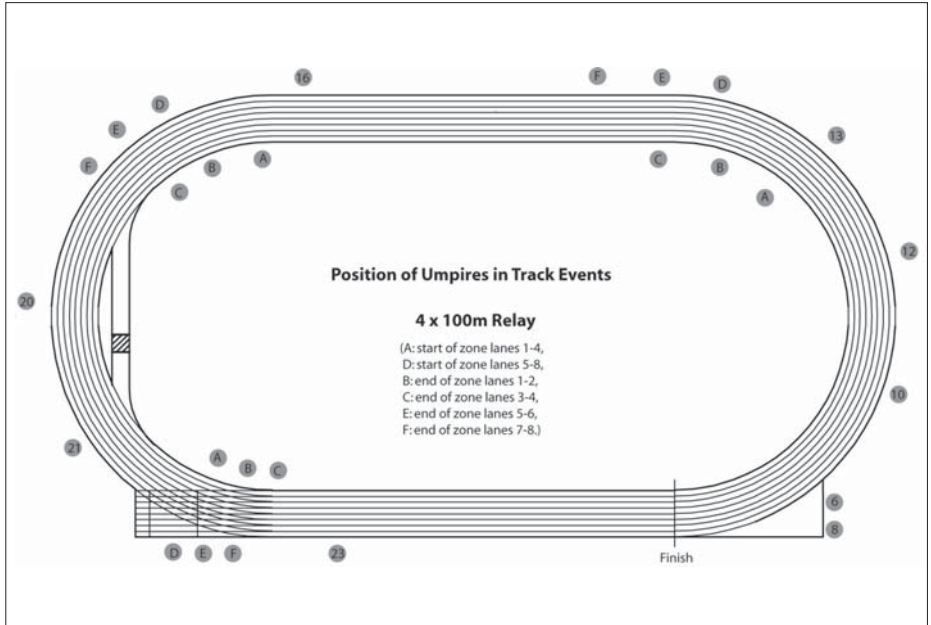 16
F
E
D
D
E
F
13
A
B
C
C
B
A
12
Position of Umpires in Track Events
20
4 x 100m Relay
(A: start of zone lanes 1-4,
D: start of zone lanes 5-8,
B: end of zone lanes 1-2,
C: end of zone lanes 3-4,
E: end of zone lanes 5-6,
F: end of zone lanes 7-8.)
10
21
A
B
C
6
8
D
E
F
23
Finish